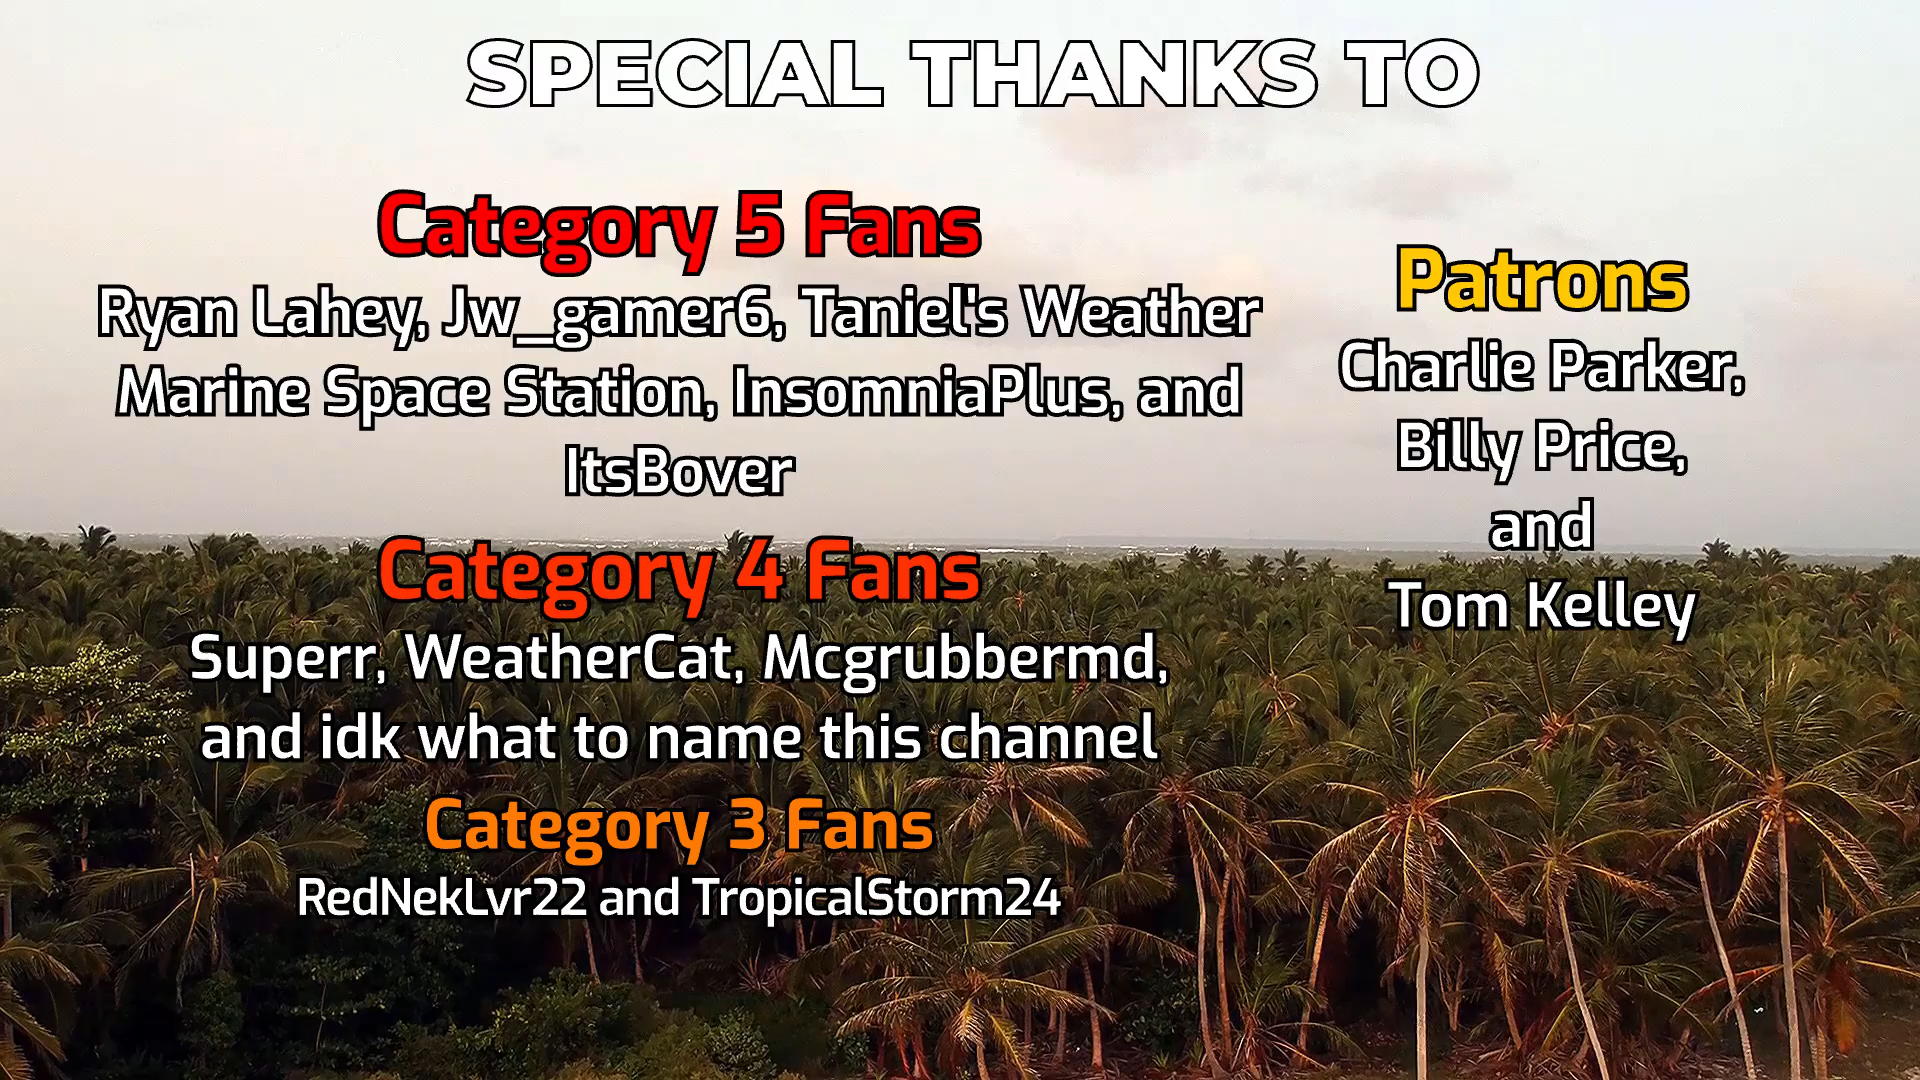 SPECIAL THANKS TO
Category 5 Fans
Ryan Lahey, Jw_gamer6, Taniel's Weather
Marine Space Station, InsomniaPlus, and
ItsBover
Category 4 Fans
Superr, WeatherCat, Mcgrubbermd,
and idk what to name this channel
Category 3 Fans
RedNekLvr22 and TropicalStorm24
Patrons
Charlie Parker,
Billy Price,
and
Tom Kelley